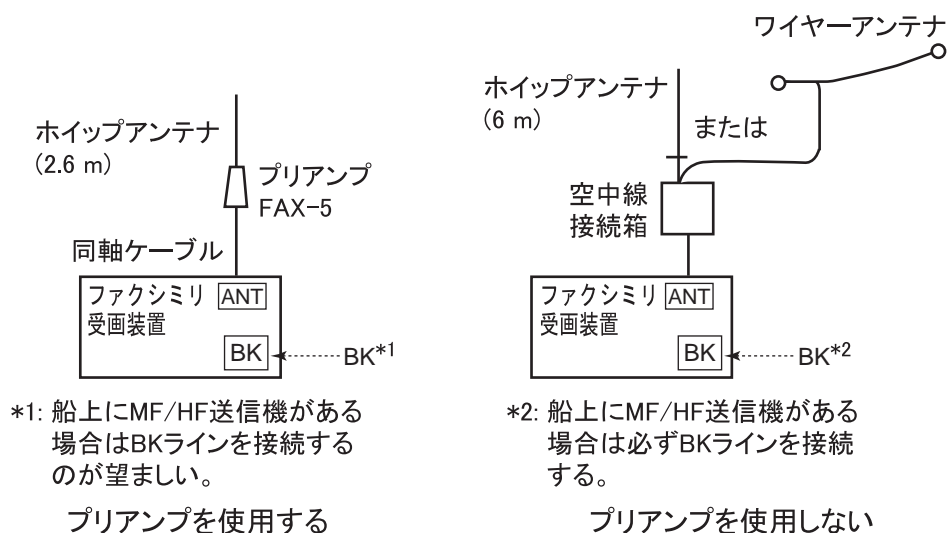 ホイップアンテナ
(2.6 m)
プリアンプ
FAX-5
同軸ケーブル
ファクシミリ
受画装置
ANT
BK
BK*1
*1: 船上にMF/HF送信機がある
場合はBKラインを接続する
のが望ましい。
プリアンプを使用する
ワイヤーアンテナ
ホイップアンテナ
(6 m)
または
空中線
接続箱
ファクシミリ
受画装置
ANT
BK
BK*2
*2: 船上にMF/HF送信機がある
場合は必ずBKラインを接続
する。
プリアンプを使用しない